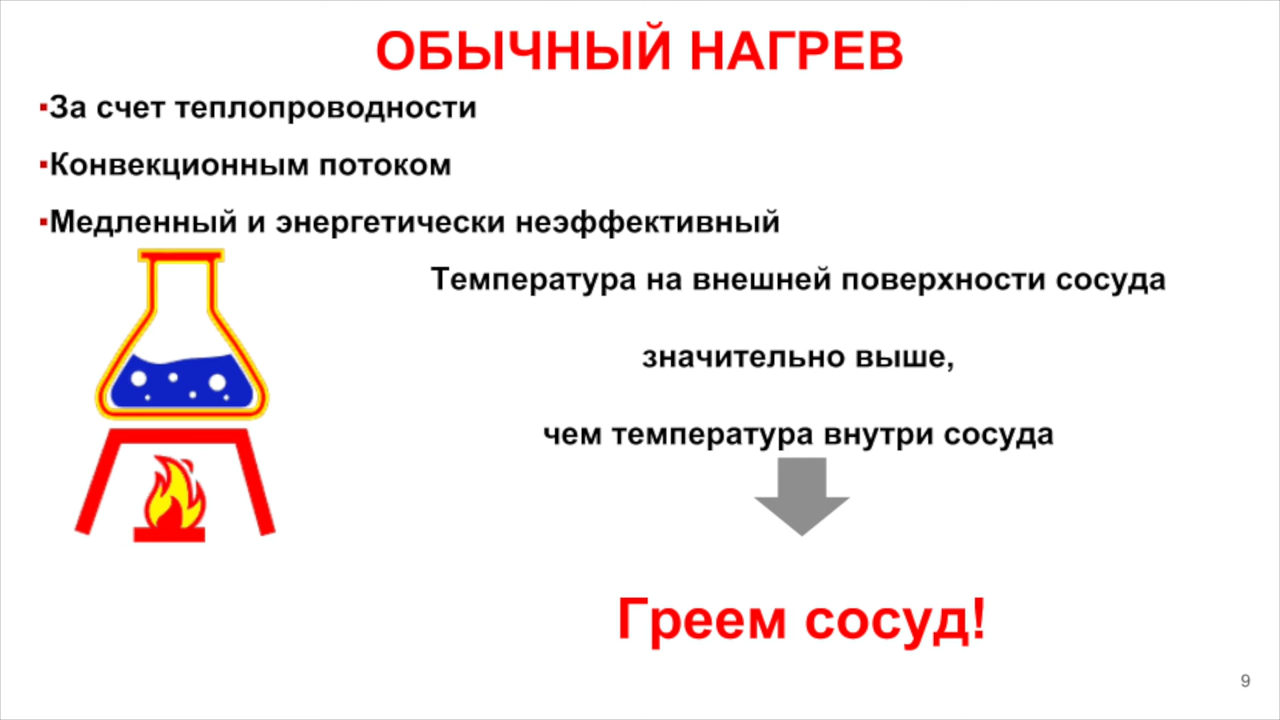 ОБЫЧНЫЙ НАГРЕВ
▪За счет теплопроводности
▪Конвекционным потоком
▪Медленный и энергетически неэффективный
Температура на внешней поверхности сосуда
значительно выше,
чем температура внутри сосуда
Греем сосуд!
9